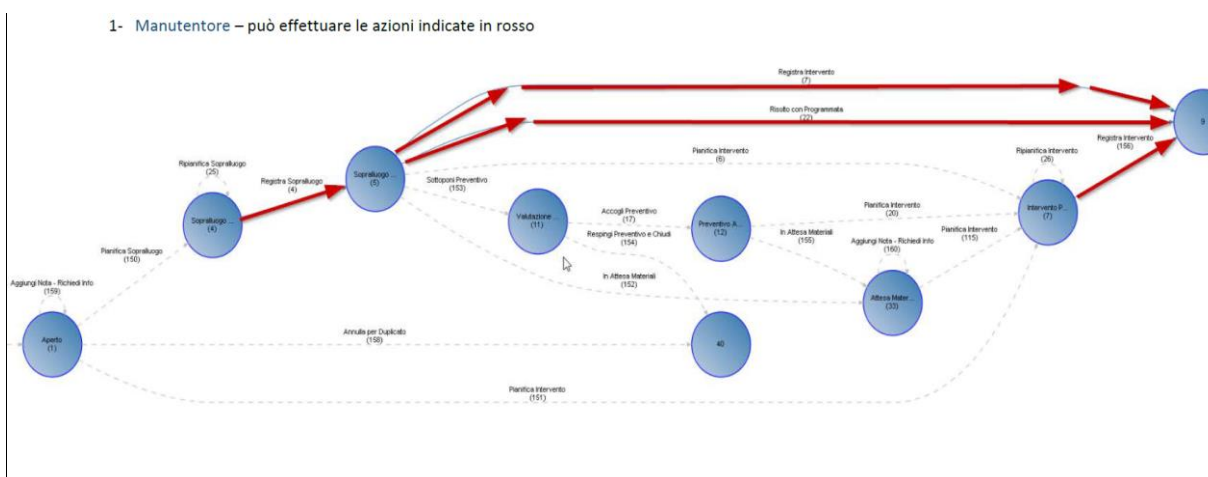 1- Manutentore – può effettuare le azioni indicate in rosso
Registra Intervento
(7)
Risolto con Programmata
(22)
9
Registra Intervento
(156)
Pianifica Intervento
(6)
Ripianifica Intervento
(26)
Ripianifica Sopralluogo
(25)
Registra Sopralluogo
(4)
Sopralluogo ...
(5)
Sottoponi Preventivo
(153)
Sopralluogo ...
(4)
Valutazione ...
(11)
Accogli Preventivo
(17)
Respingi Preventivo e Chiudi
(154)
Preventivo A...
(12)
Pianifica Intervento
(20)
Intervento P...
(7)
In Attesa Materiali
(155)
Pianifica Intervento
(115)
Aggiungi Nota - Richiedi Info
(160)
Pianifica Sopralluogo
(150)
In Attesa Materiali
(152)
Attesa Mater...
(33)
Aggiungi Nota - Richiedi Info
(159)
Aperto
(1)
Annulla per Duplicato
(158)
40
Pianifica Intervento
(151)